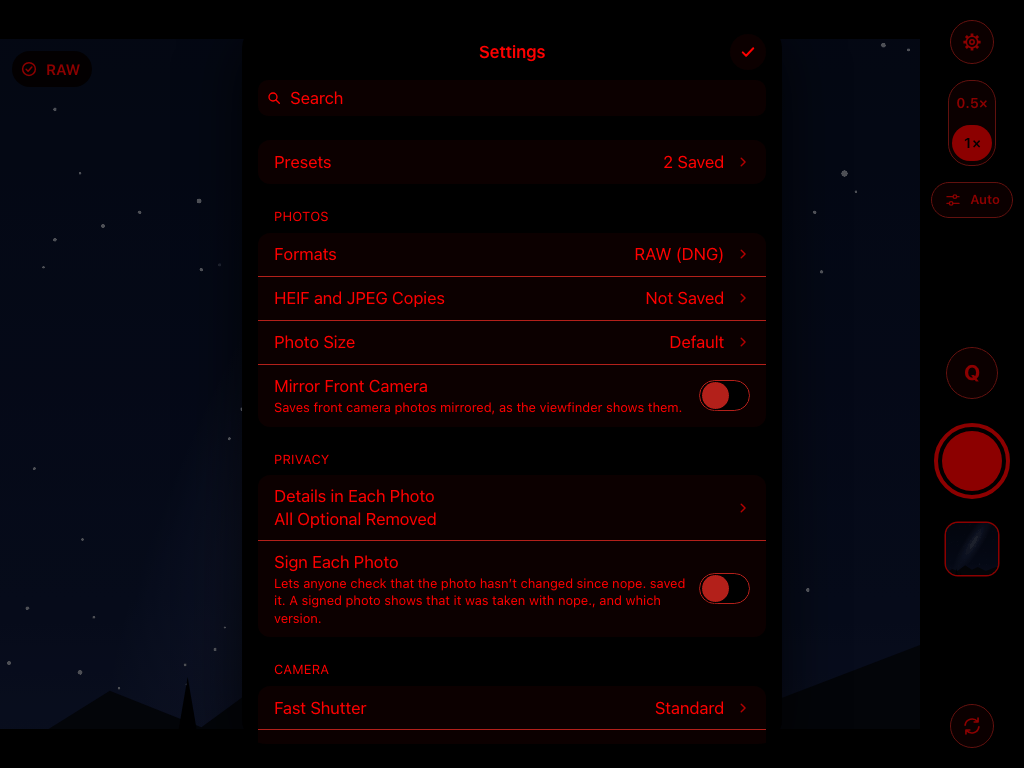 Settings
RAW
Search
0.5×
1×
Presets 2 Saved
Auto
PHOTOS
Formats RAW (DNG)
HEIF and JPEG Copies Not Saved
Photo Size Default
Mirror Front Camera
Saves front camera photos mirrored, as the viewfinder shows them.
Q
PRIVACY
Details in Each Photo
All Optional Removed
Sign Each Photo
Lets anyone check that the photo hasn't changed since nope. saved
it. A signed photo shows that it was taken with nope., and which
version.
CAMERA
Fast Shutter Standard